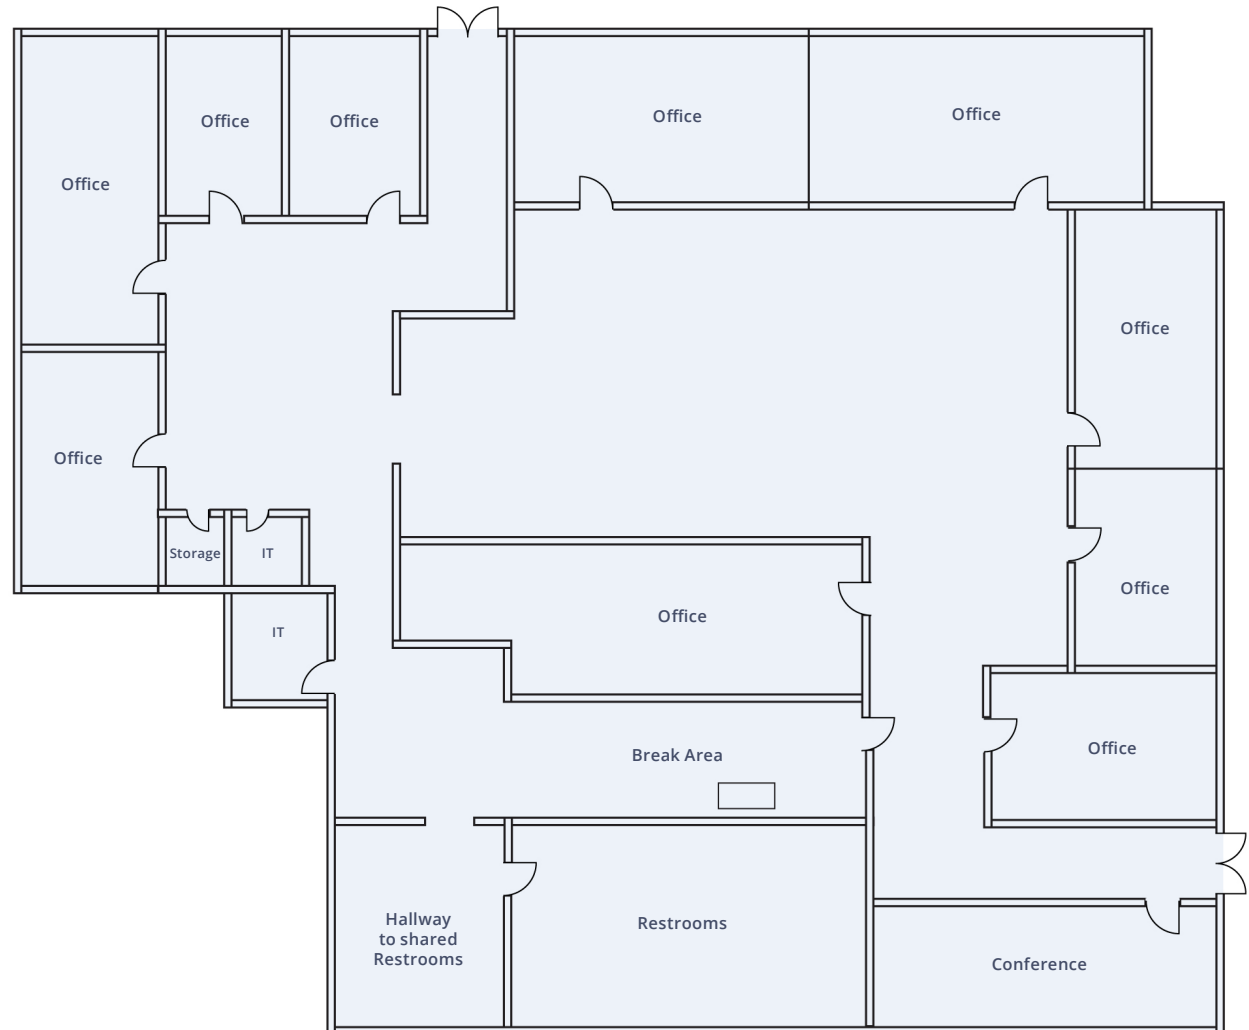 Office
Office
Office
Office
Office
Office
Office
Storage
IT
Office
Office
IT
Break Area
Office
Hallway
to shared
Restrooms
Restrooms
Conference